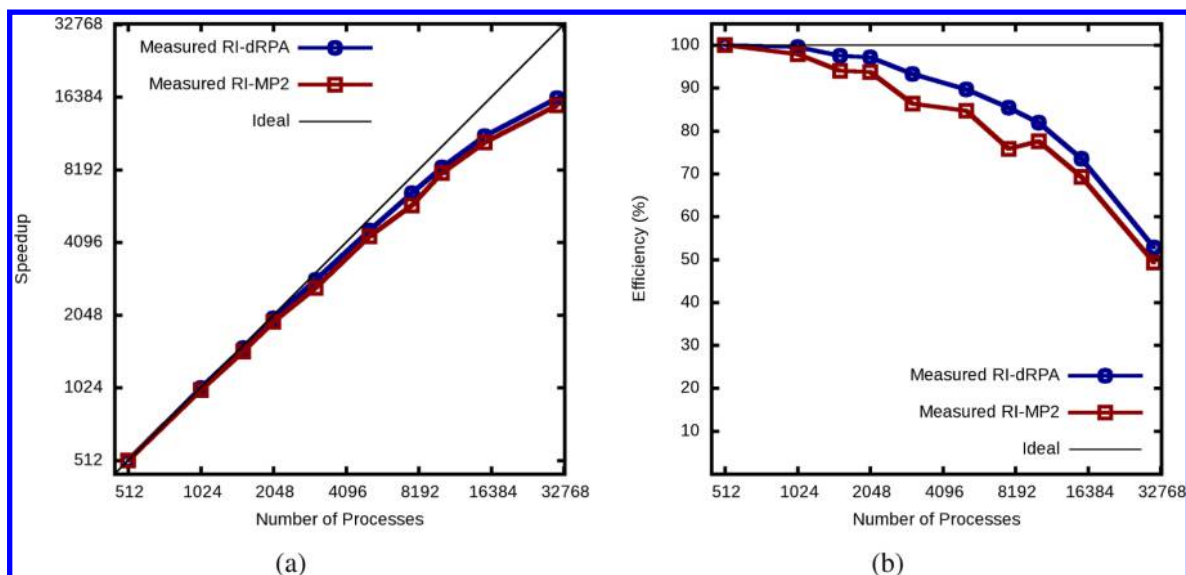 32768
16384
8192
4096
2048
1024
512
Speedup
Measured RI-dRPA
Measured RI-MP2
Ideal
512 1024 2048 4096 8192 16384 32768
Number of Processes
(a)
100
90
80
70
60
50
40
30
20
10
Efficiency (%)
Measured RI-dRPA
Measured RI-MP2
Ideal
512 1024 2048 4096 8192 16384 32768
Number of Processes
(b)